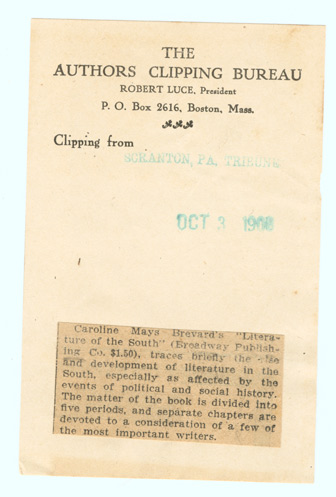 THE
AUTHORS CLIPPING BUREAU
ROBERT LUCE, President
P. O. Box 2616, Boston, Mass.
Clipping from
SCRANTON, PA, TRIBUNE
OCT 3
Caroline Mays Brevard's "Litera-
ture of the South" (Broadway Publish-
ing Co. $1.50), traces briefly the
and development of literature in the
South, especially as affected by the
events of political and social history.
The matter of the book is divided into
five periods, and separate chapters are
devoted to a consideration of a few of
the most important writers.